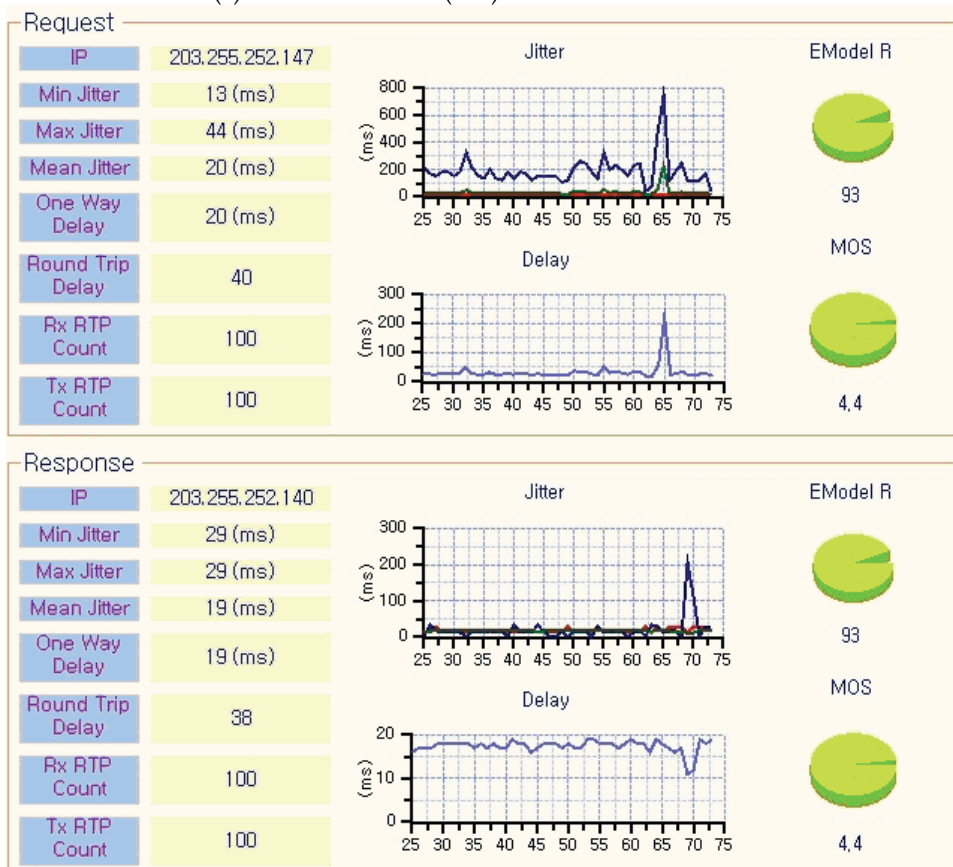 Request
IP 203.255.252.147
Min Jitter 13 (ms)
Max Jitter 44 (ms)
Mean Jitter 20 (ms)
One Way
Delay
20 (ms)
Round Trip
Delay
40
Rx RTP
Count
100
Tx RTP
Count
100
Jitter
(ms)
800
600
400
200
0
25 30 35 40 45 50 55 60 65 70 75
Delay
(ms)
300
200
100
0
25 30 35 40 45 50 55 60 65 70 75
EModel R
93
MOS
4,4
Response
IP 203.255.252.140
Min Jitter 29 (ms)
Max Jitter 29 (ms)
Mean Jitter 19 (ms)
One Way
Delay
19 (ms)
Round Trip
Delay
38
Rx RTP
Count
100
Tx RTP
Count
100
Jitter
(ms)
300
200
100
0
25 30 35 40 45 50 55 60 65 70 75
Delay
(ms)
20
10
0
25 30 35 40 45 50 55 60 65 70 75
EModel R
93
MOS
4,4